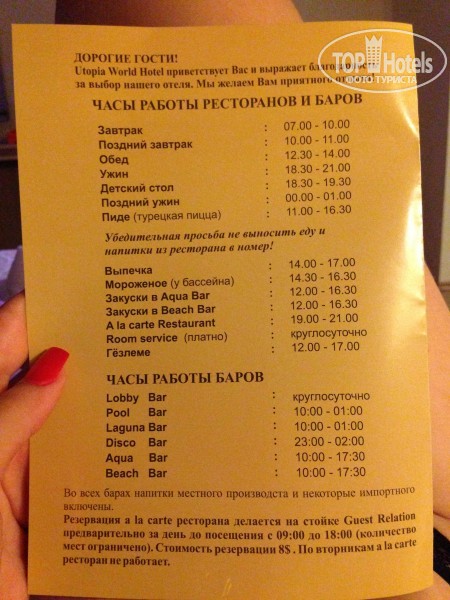 TOPHotels
ФОТО ТУРИСТА
ДОРОГИЕ ГОСТИ!
Utopia World Hotel приветствует Вас и выражает
за выбор нашего отеля. Мы желаем Вам приятного
ЧАСЫ РАБОТЫ РЕСТОРАНОВ И БАРОВ
Завтрак : 07.00 - 10.00
Поздний завтрак : 10.00 - 11.00
Обед : 12.30 - 14.00
Ужин : 18.30 - 21.00
Детский стол : 18.30 - 19.30
Поздний ужин : 00.00 - 01.00
Пиде (турецкая пицца) : 11.00 - 16.30
Убедительная просьба не выносить еду и
напитки из ресторана в номер!
Выпечка : 14.00 - 17.00
Мороженое (у бассейна) : 14.30 - 16.30
Закуски в Aqua Bar : 12.00 - 16.30
Закуски в Beach Bar : 12.00 - 16.30
A la carte Restaurant : 19.00 - 21.00
Room service (платно) : круглосуточно
Гёзлеме : 12.00 - 17.00
ЧАСЫ РАБОТЫ БАРОВ
Lobby Bar : круглосуточно
Pool Bar : 10:00 - 01:00
Laguna Bar : 10:00 - 01:00
Disco Bar : 23:00 - 02:00
Aqua Bar : 10:00 - 17:30
Beach Bar : 10:00 - 17:30
Во всех барах напитки местного производста и некоторые импортного
включены.
Резервация a la carte ресторана делается на стойке Guest Relation
предварительно за день до посещения с 09:00 до 18:00 (количество
мест ограничено). Стоимость резервации 8$ . По вторникам a la carte
ресторан не работает.